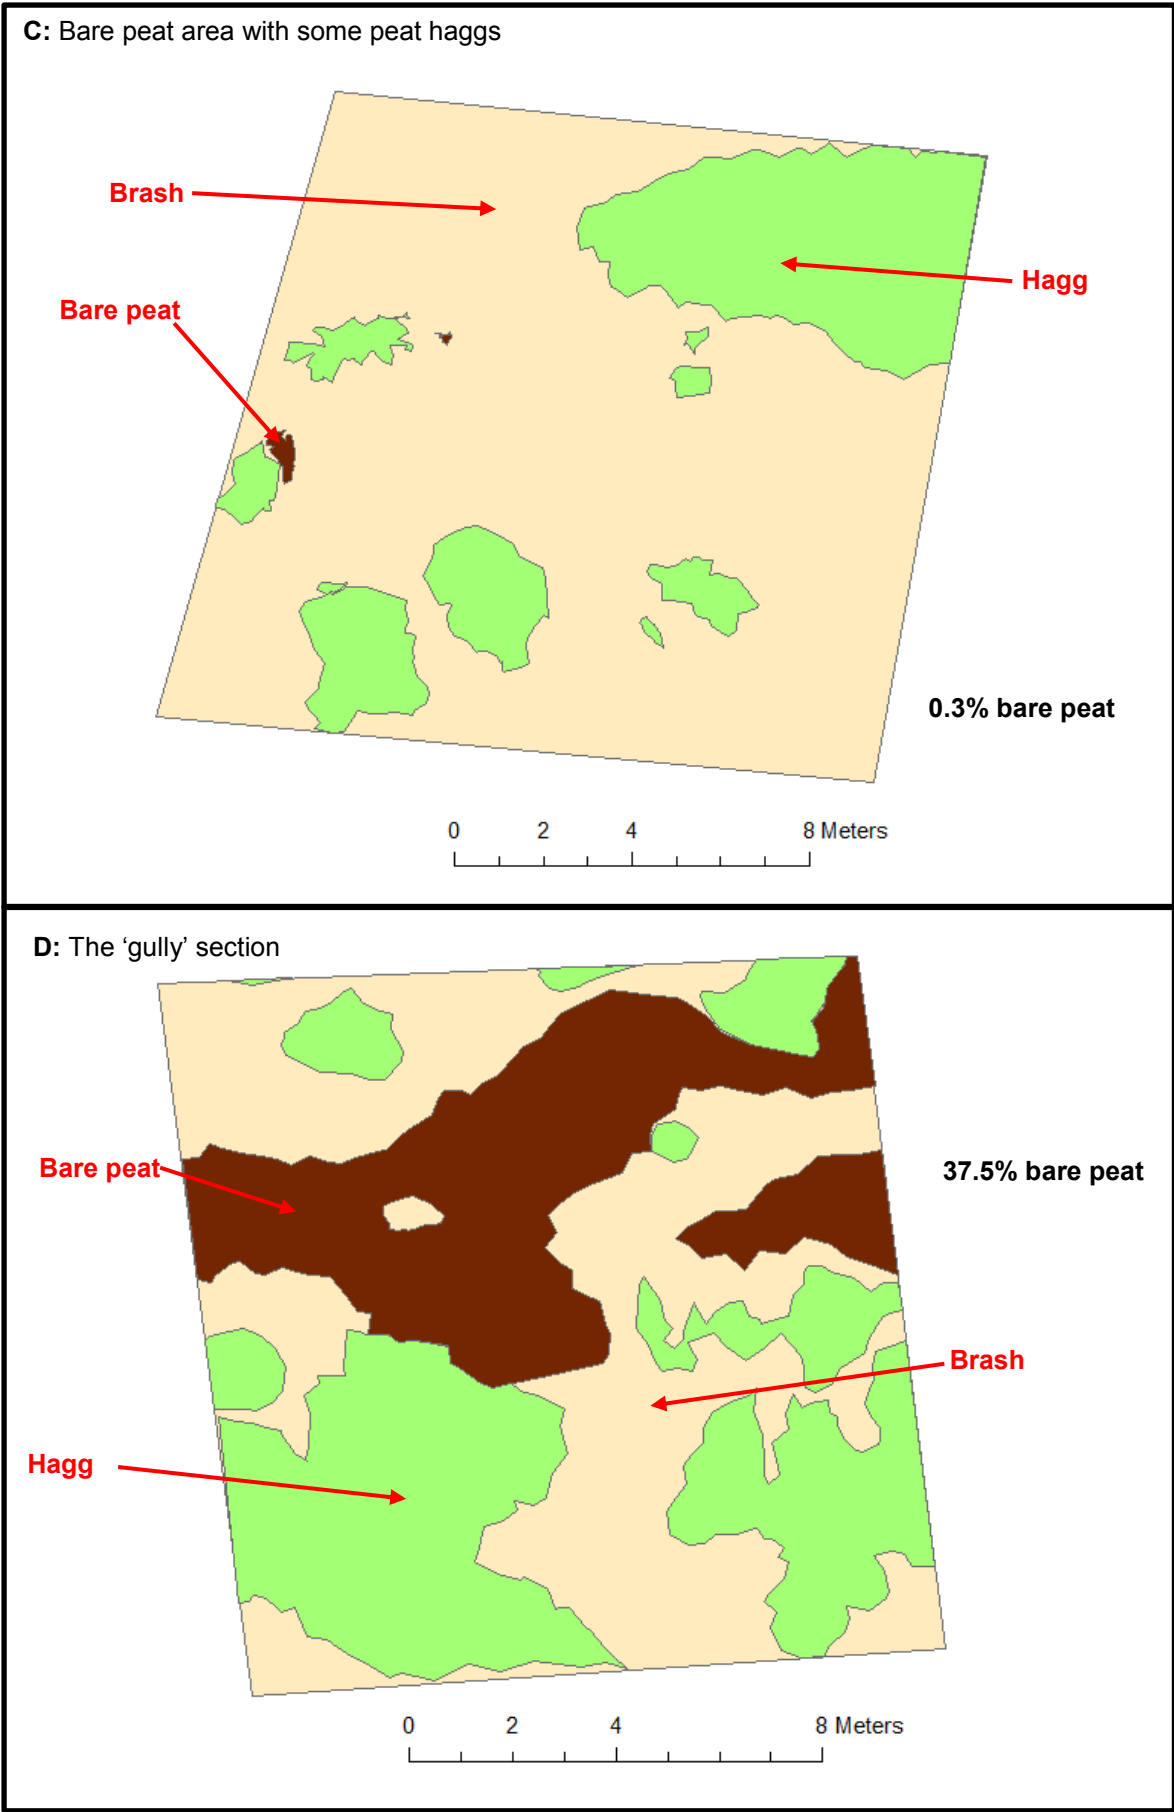 C: Bare peat area with some peat haggs
Brash
Hagg
Bare peat
0.3% bare peat
0 2 4 8 Meters
D: The ‘gully’ section
Bare peat
37.5% bare peat
Brash
Hagg
0 2 4 8 Meters